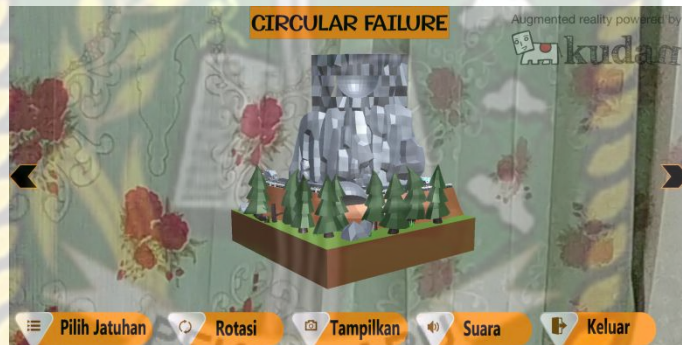 CIRCULAR FAILURE
Augmented reality powered by
kudan
Pilih Jatuhan
Rotasi
Tampilkan
Suara
Keluar